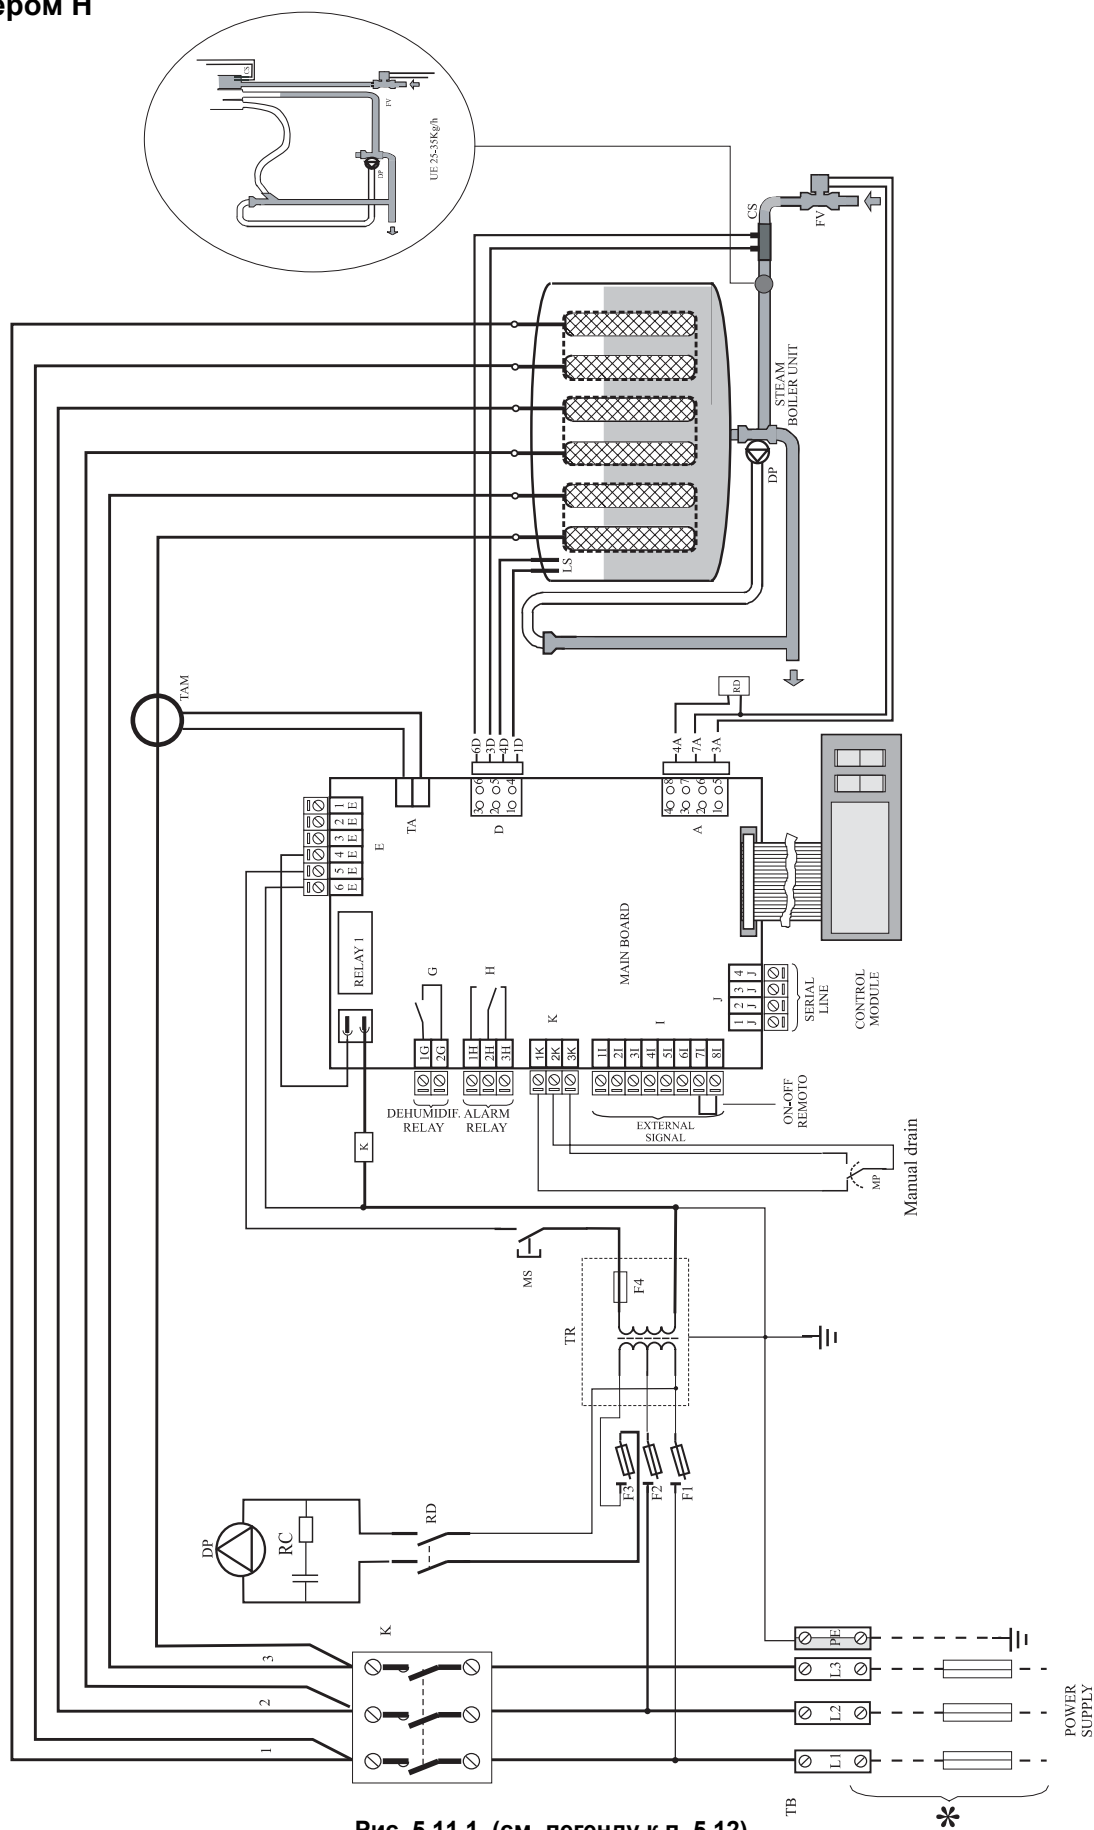 ером H
CS
FV
DP
UE 25-35Kg/h
CS
FV
STEAM
BOILER UNIT
DP
LS
TAM
RD
6D
3D
4D
1D
4A
7A
3A
TA
3 6
2 5
1 4
D
4 8
3 7
2 6
1 5
A
1 E
2 E
3 E
4 E
5 E
6 E
E
RELAY 1
MAIN BOARD
G
H
K
I
J
1G
2G
1H
2H
3H
1K
2K
3K
1I
2I
3I
4I
5I
6I
7I
8I
4 J
3 J
2 J
1 J
SERIAL
LINE
CONTROL
MODULE
DEHUMIDIF.
RELAY
ALARM
RELAY
EXTERNAL
SIGNAL
ON-OFF
REMOTO
K
MP
Manual drain
MS
F4
TR
F3
F2
F1
DP
RC
RD
K
3
2
1
PE
L3
L2
L1
TB
POWER
SUPPLY
*
Рис. 5.11.1. (см. легенду к п. 5.12)